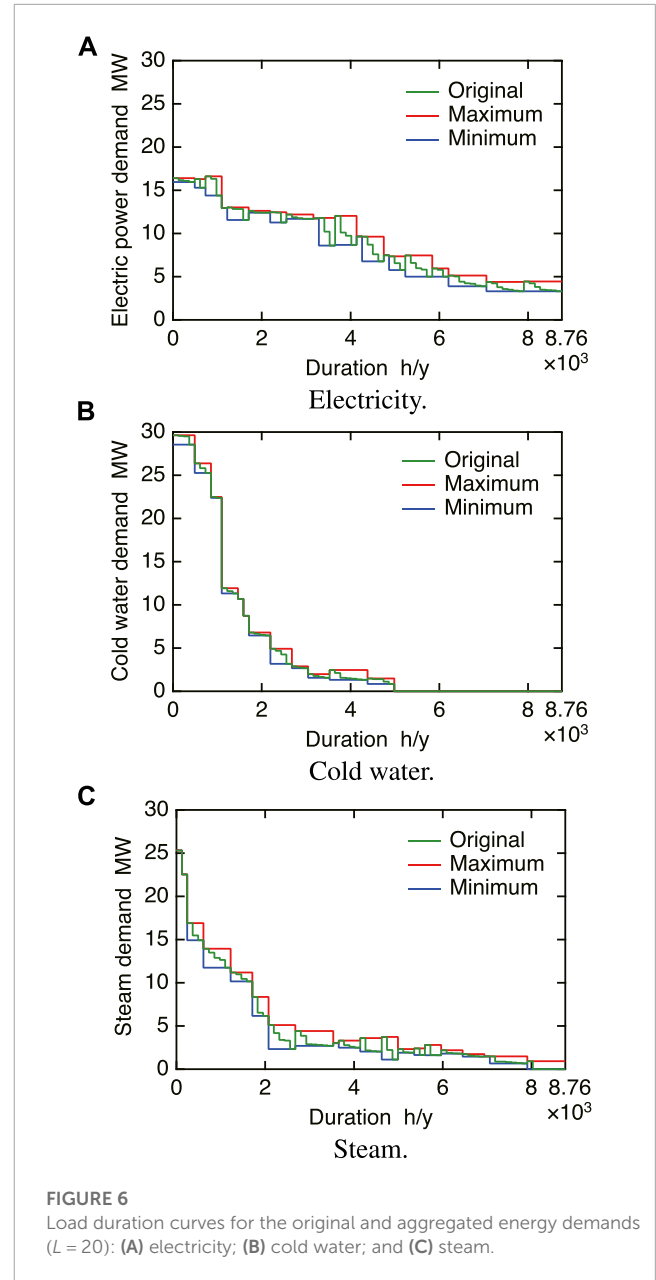 A
Electric power demand MW
30
25
20
15
10
5
0
Original
Maximum
Minimum
0 2 4 6 8 8.76
×10³
Duration h/y
Electricity.
B
Cold water demand MW
30
25
20
15
10
5
0
Original
Maximum
Minimum
0 2 4 6 8 8.76
×10³
Duration h/y
Cold water.
C
Steam demand MW
30
25
20
15
10
5
0
Original
Maximum
Minimum
0 2 4 6 8 8.76
×10³
Duration h/y
Steam.
FIGURE 6
Load duration curves for the original and aggregated energy demands
(L = 20): (A) electricity; (B) cold water; and (C) steam.